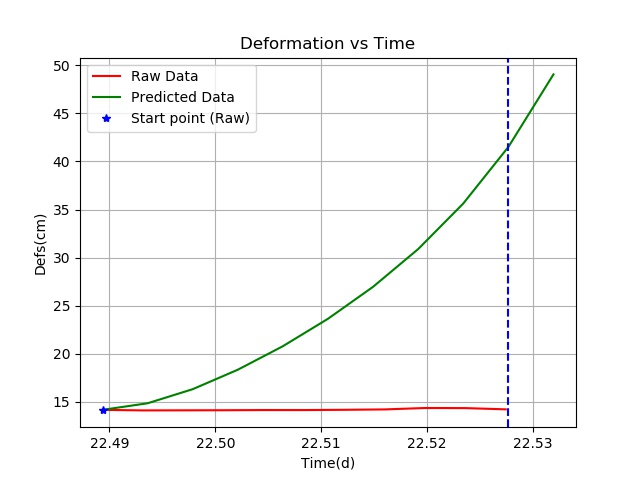 Deformation vs Time
Raw Data
Predicted Data
Start point (Raw)
50
45
40
35
30
25
20
15
Defs(cm)
22.49 22.50 22.51 22.52 22.53
Time(d)